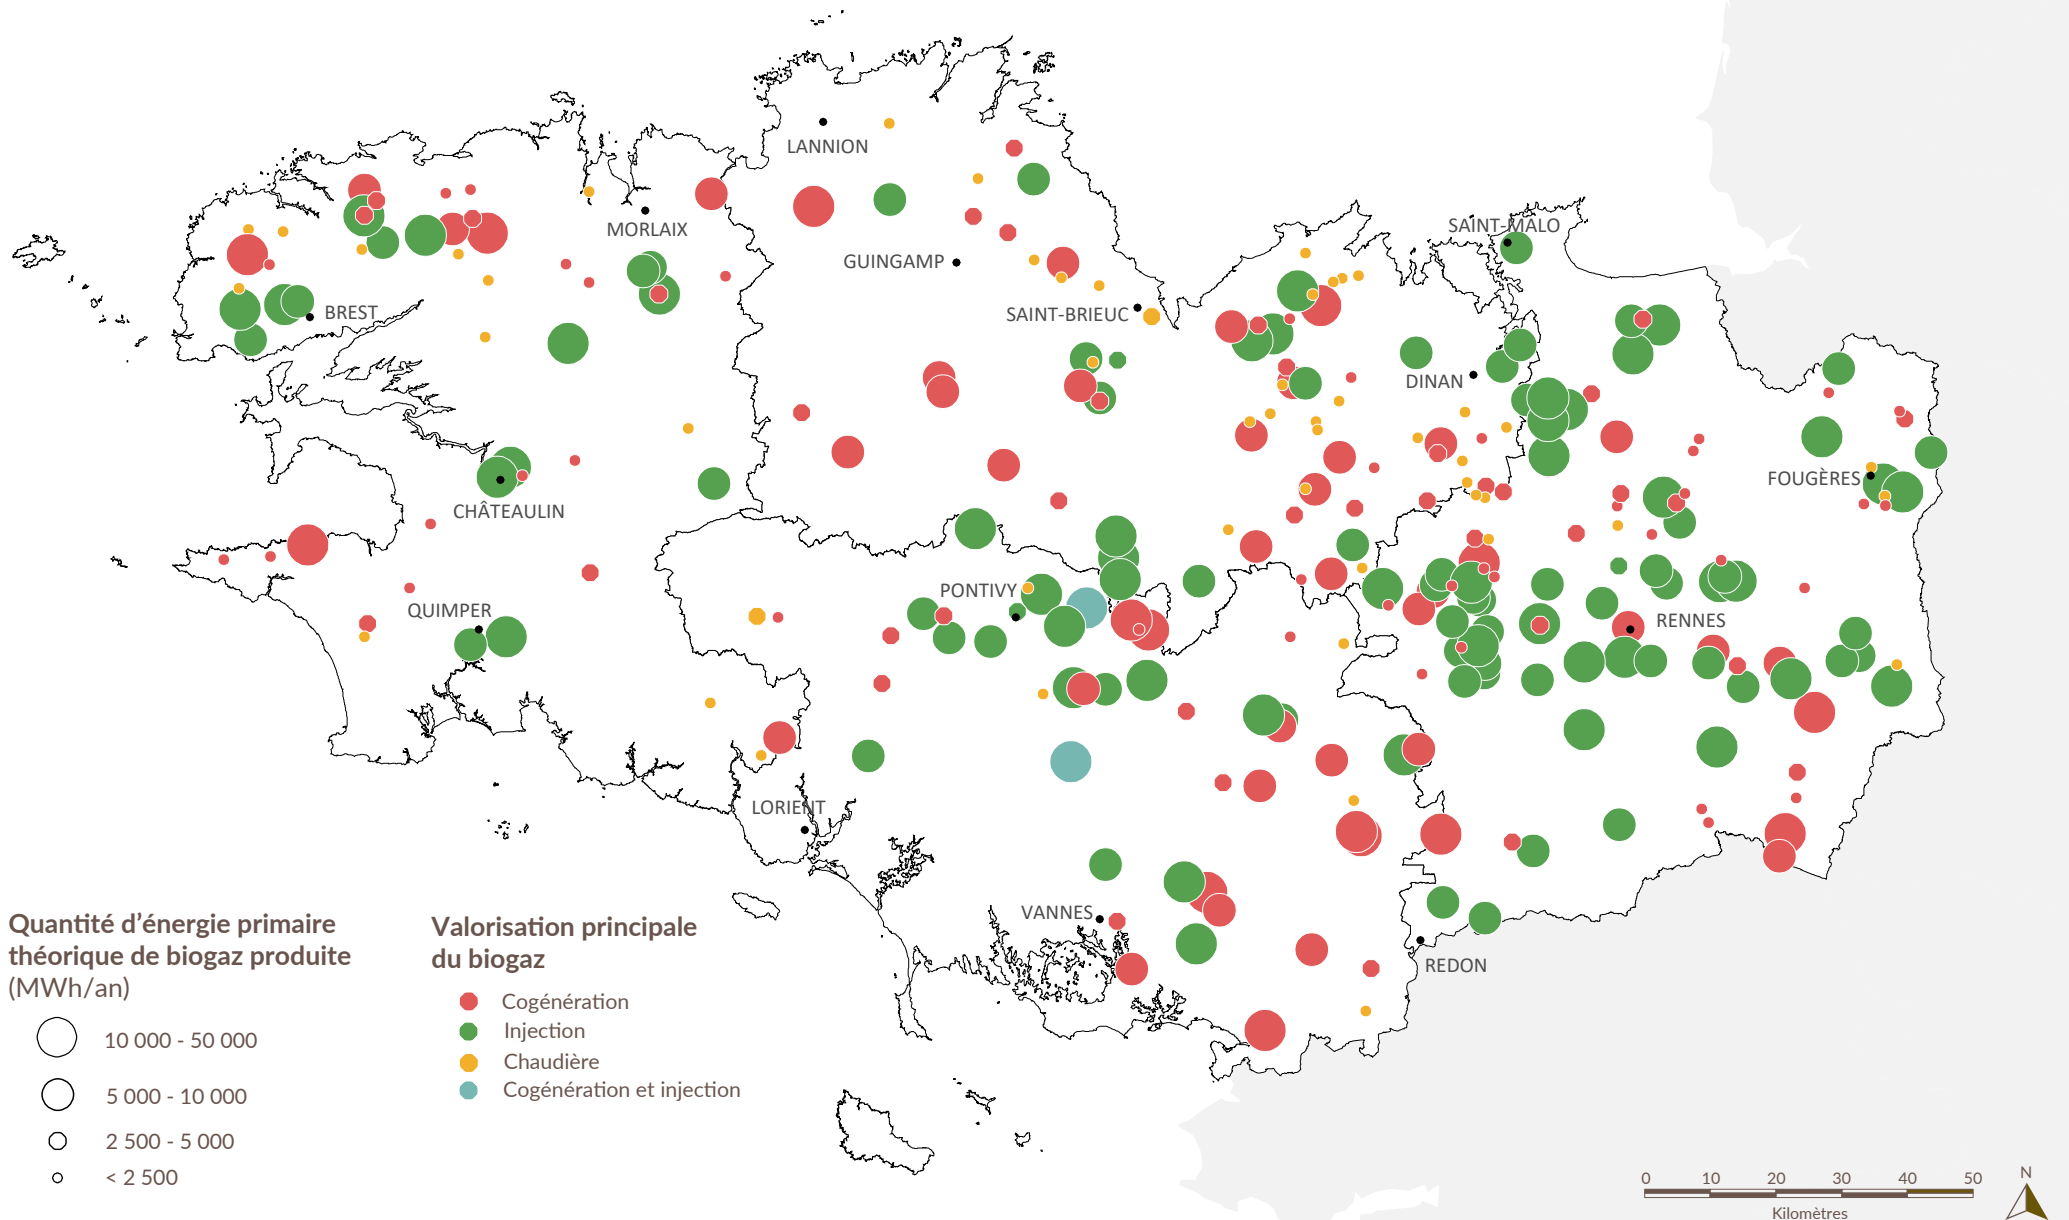 LANNION
MORLAIX
SAINT-MALO
GUINGAMP
BREST
SAINT-BRIEUC
DINAN
FOUGÈRES
CHÂTEAULIN
PONTIVY
QUIMPER
RENNES
LORIENT
VANNES
REDON
Quantité d’énergie primaire
théorique de biogaz produite
(MWh/an)
10 000 - 50 000
5 000 - 10 000
2 500 - 5 000
< 2 500
Valorisation principale
du biogaz
Cogénération
Injection
Chaudière
Cogénération et injection
0 10 20 30 40 50
Kilomètres
N